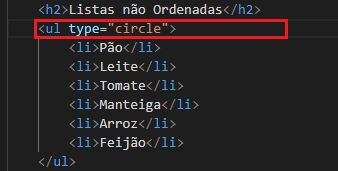 <h2>Listas não Ordenadas</h2>
<ul type="circle">
<li>Pão</li>
<li>Leite</li>
<li>Tomate</li>
<li>Manteiga</li>
<li>Arroz</li>
<li>Feijão</li>
</ul>